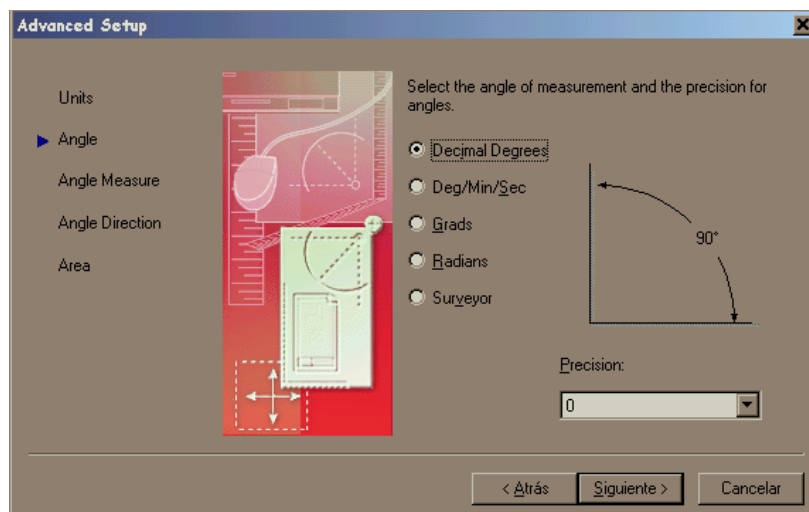 Advanced Setup
Units
Angle
Angle Measure
Angle Direction
Area
Select the angle of measurement and the precision for
angles.
Decimal Degrees
Deg/Min/Sec
Grads
Radians
Surveyor
90°
Precision:
0
< Atrás
Siguiente >
Cancelar